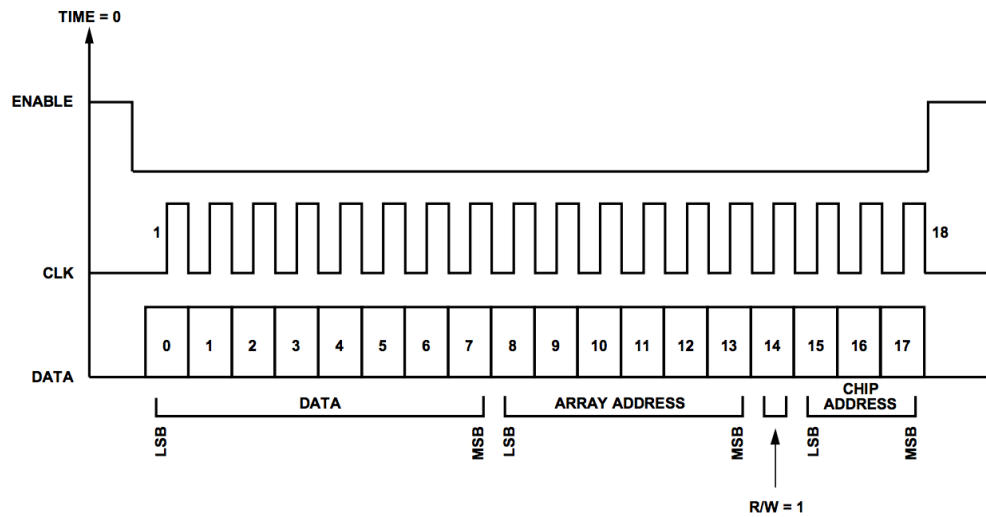 TIME = 0
ENABLE
1
18
CLK
0 1 2 3 4 5 6 7 8 9 10 11 12 13 14 15 16 17
DATA
DATA
ARRAY ADDRESS
CHIP
ADDRESS
LSB
MSB
LSB
MSB
LSB
MSB
R/W = 1